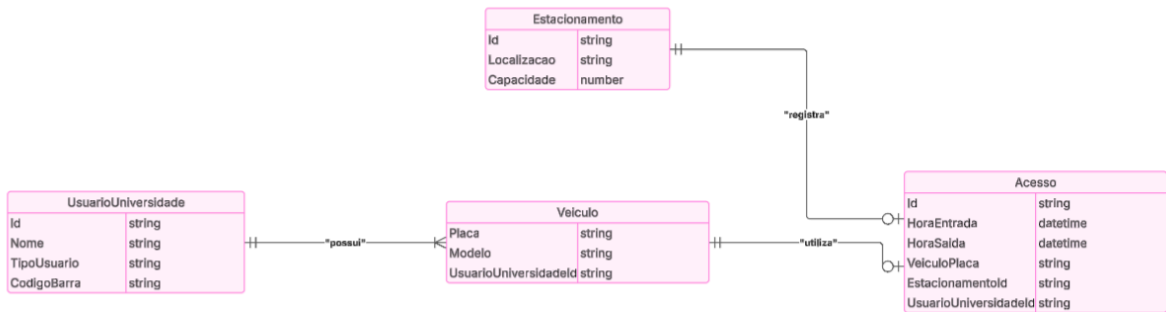 Estacionamento
Id string
Localizacao string
Capacidade number
"registra"
UsuarioUniversidade
Id string
Nome string
TipoUsuario string
CodigoBarra string
"possui"
Veiculo
Placa string
Modelo string
UsuarioUniversidadeId string
"utiliza"
Acesso
Id string
HoraEntrada datetime
HoraSaida datetime
VeiculoPlaca string
EstacionamentoId string
UsuarioUniversidadeId string